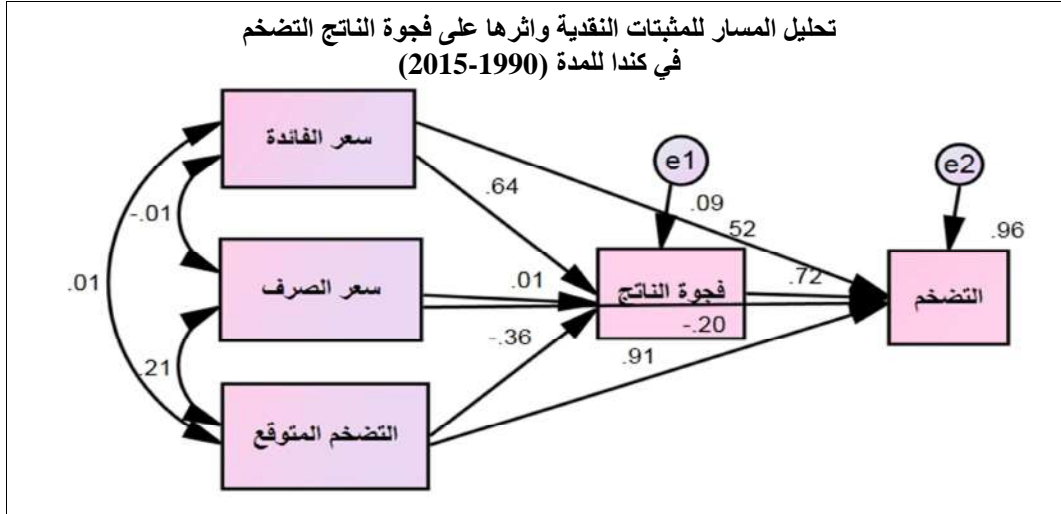 تحليل المسار للمثبتات النقدية واثرها على فجوة الناتج التضخم
في كندا للمدة (1990-2015)
سعر الفائدة
e1
e2
.64
.09
-.01
52
.96
سعر الصرف
.01
.01
فجوة الناتج
.72
التضخم
-.36
-.20
.21
.91
التضخم المتوقع